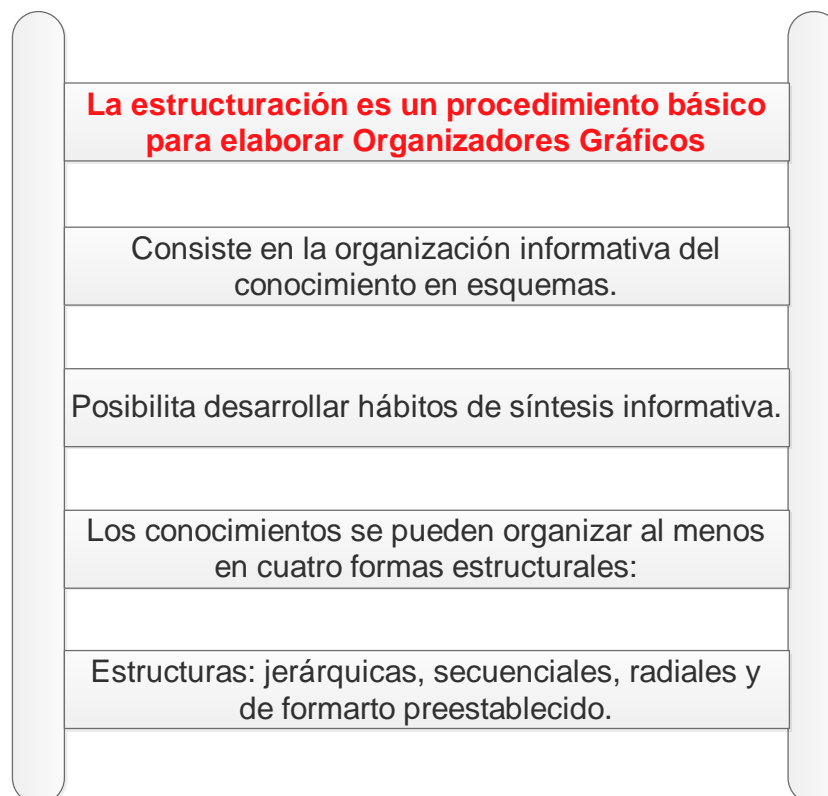 La estructuración es un procedimiento básico
para elaborar Organizadores Gráficos
Consiste en la organización informativa del
conocimiento en esquemas.
Posibilita desarrollar hábitos de síntesis informativa.
Los conocimientos se pueden organizar al menos
en cuatro formas estructurales:
Estructuras: jerárquicas, secuenciales, radiales y
de formarto preestablecido.